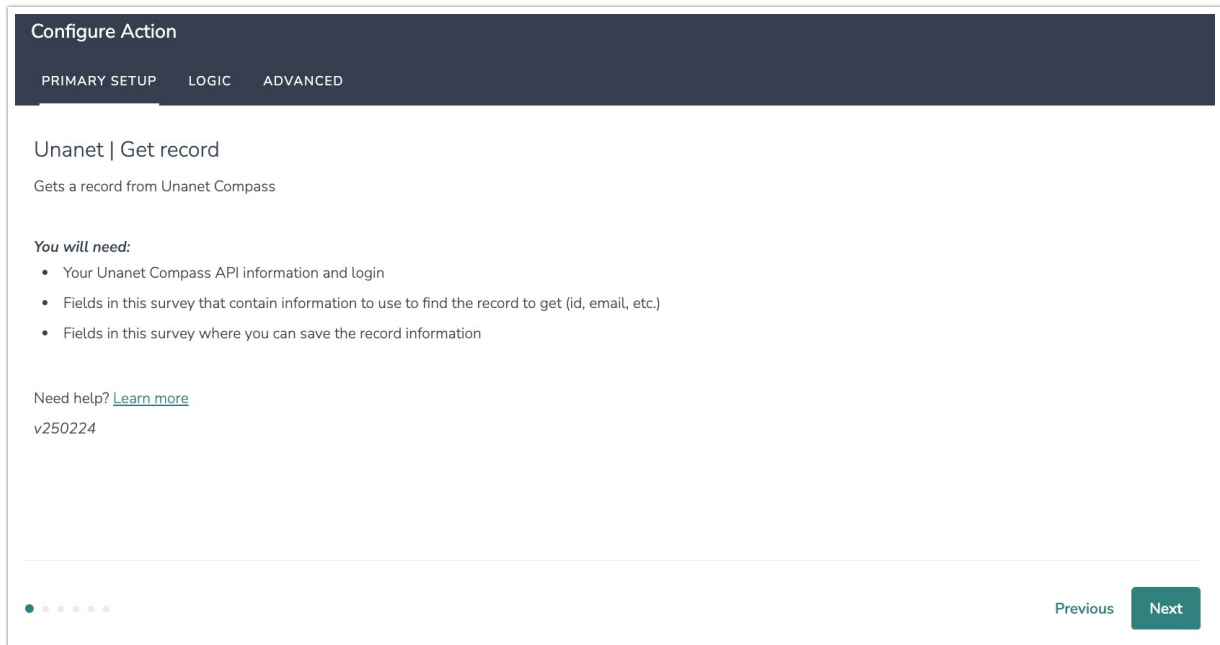 Configure Action
PRIMARY SETUP LOGIC ADVANCED
Unanet | Get record
Gets a record from Unanet Compass
You will need:
• Your Unanet Compass API information and login
• Fields in this survey that contain information to use to find the record to get (id, email, etc.)
• Fields in this survey where you can save the record information
Need help? Learn more
v250224
Previous Next